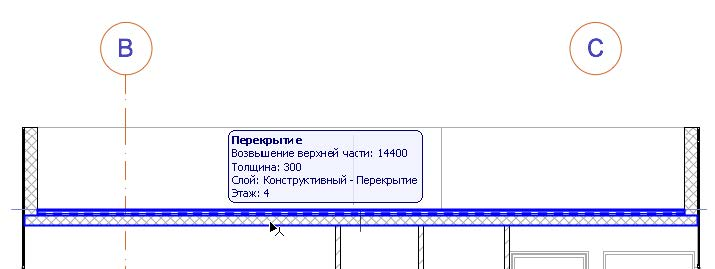 B
C
Перекрытие
Возвышение верхней части: 14400
Толщина: 300
Слой: Конструктивный - Перекрытие
Этаж: 4